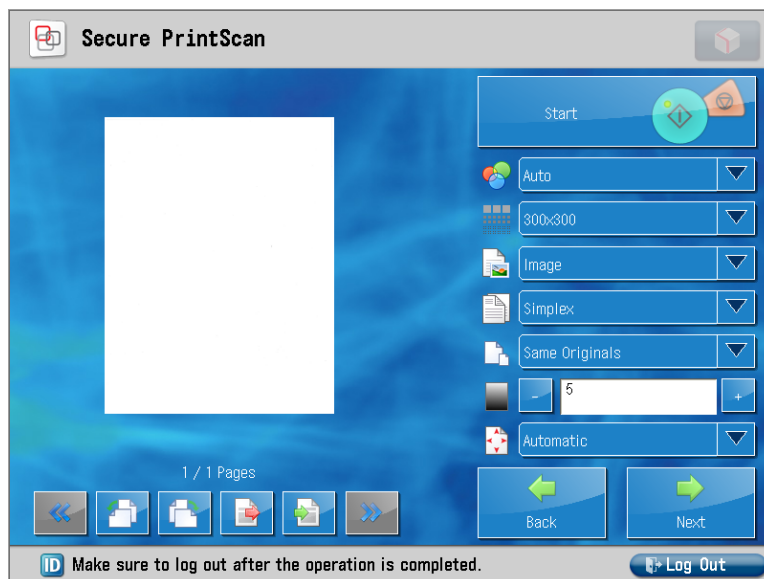 Secure PrintScan
Start
Auto
300x300
Image
Simplex
Same Originals
- 5 +
Automatic
1 / 1 Pages
Back
Next
ID Make sure to log out after the operation is completed.
Log Out